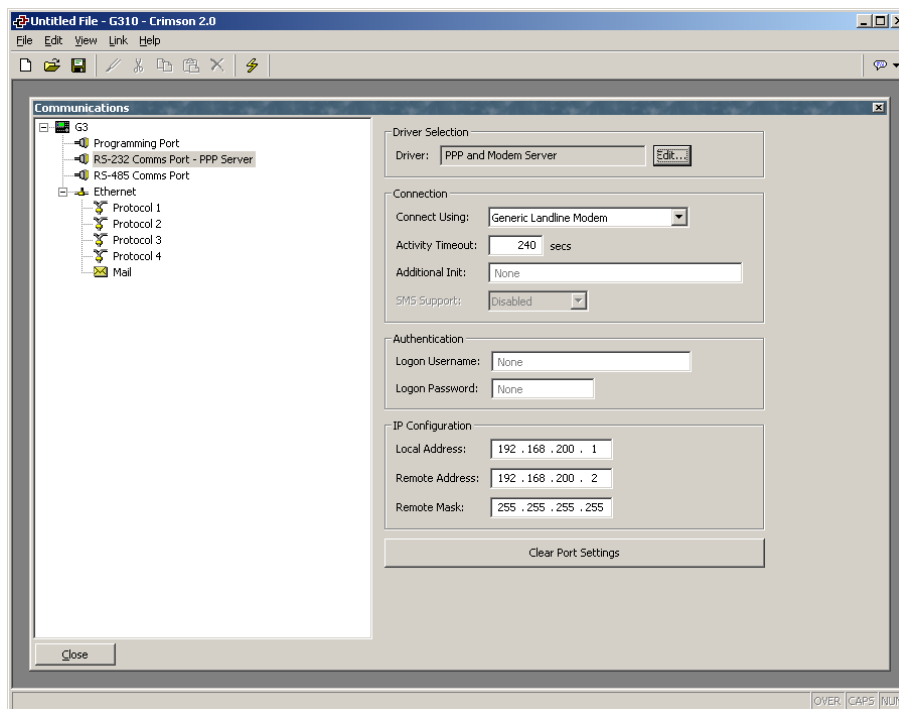 Untitled File - G310 - Crimson 2.0
File Edit View Link Help
Communications
G3
Programming Port
RS-232 Comms Port - PPP Server
RS-485 Comms Port
Ethernet
Protocol 1
Protocol 2
Protocol 3
Protocol 4
Mail
Driver Selection
Driver: PPP and Modem Server Edit...
Connection
Connect Using: Generic Landline Modem
Activity Timeout: 240 secs
Additional Init: None
SMS Support: Disabled
Authentication
Logon Username: None
Logon Password: None
IP Configuration
Local Address: 192 . 168 . 200 . 1
Remote Address: 192 . 168 . 200 . 2
Remote Mask: 255 . 255 . 255 . 255
Clear Port Settings
Close
OVER CAPS NUM